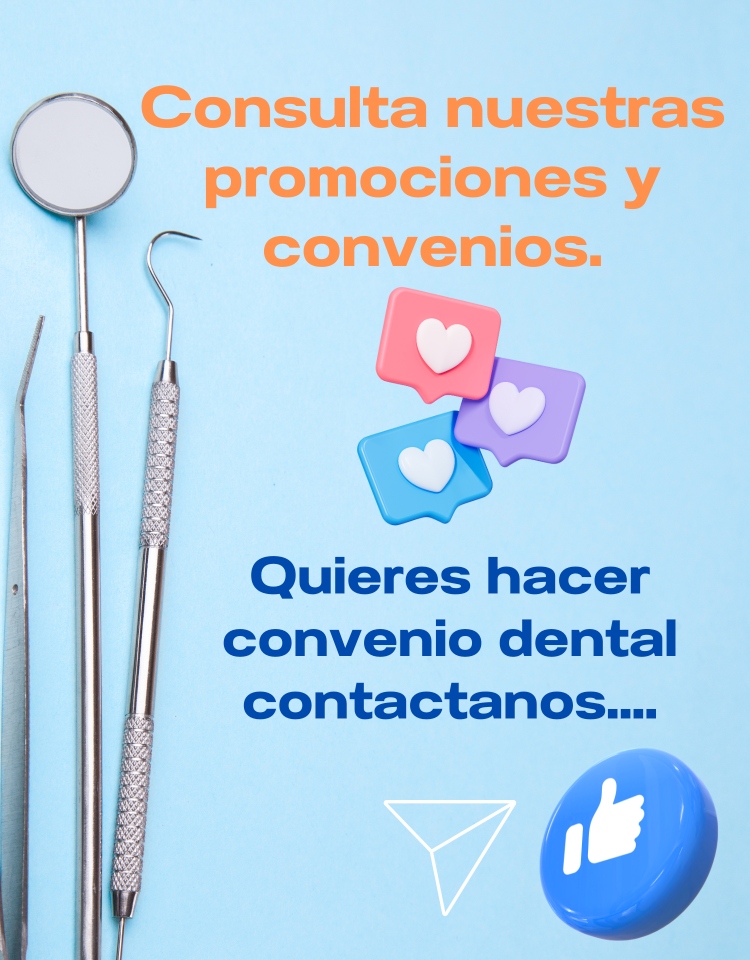 Consulta nuestras
promociones y
convenios.
Quieres hacer
convenio dental
contactanos....